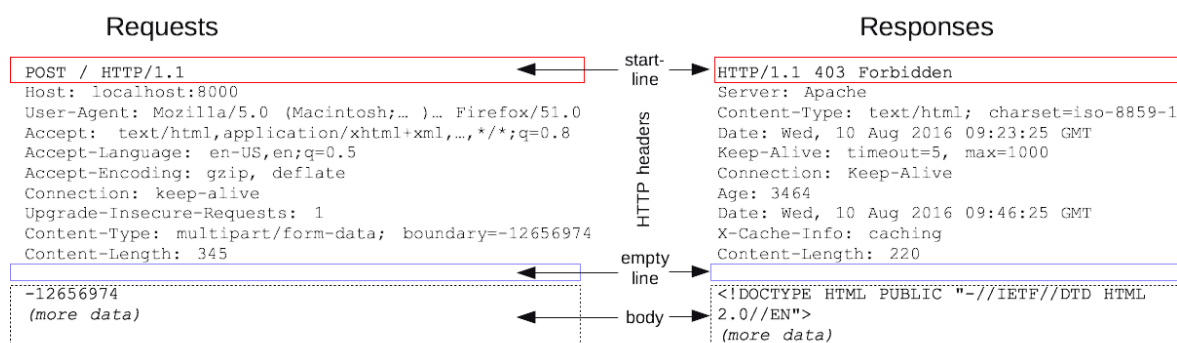 Requests
POST / HTTP/1.1
Host: localhost:8000
User-Agent: Mozilla/5.0 (Macintosh;… )… Firefox/51.0
Accept: text/html,application/xhtml+xml,…,*/*;q=0.8
Accept-Language: en-US,en;q=0.5
Accept-Encoding: gzip, deflate
Connection: keep-alive
Upgrade-Insecure-Requests: 1
Content-Type: multipart/form-data; boundary=-12656974
Content-Length: 345
-12656974
(more data)
start-
line
HTTP headers
empty
line
body
Responses
HTTP/1.1 403 Forbidden
Server: Apache
Content-Type: text/html; charset=iso-8859-1
Date: Wed, 10 Aug 2016 09:23:25 GMT
Keep-Alive: timeout=5, max=1000
Connection: Keep-Alive
Age: 3464
Date: Wed, 10 Aug 2016 09:46:25 GMT
X-Cache-Info: caching
Content-Length: 220
<!DOCTYPE HTML PUBLIC "-//IETF//DTD HTML
2.0//EN">
(more data)